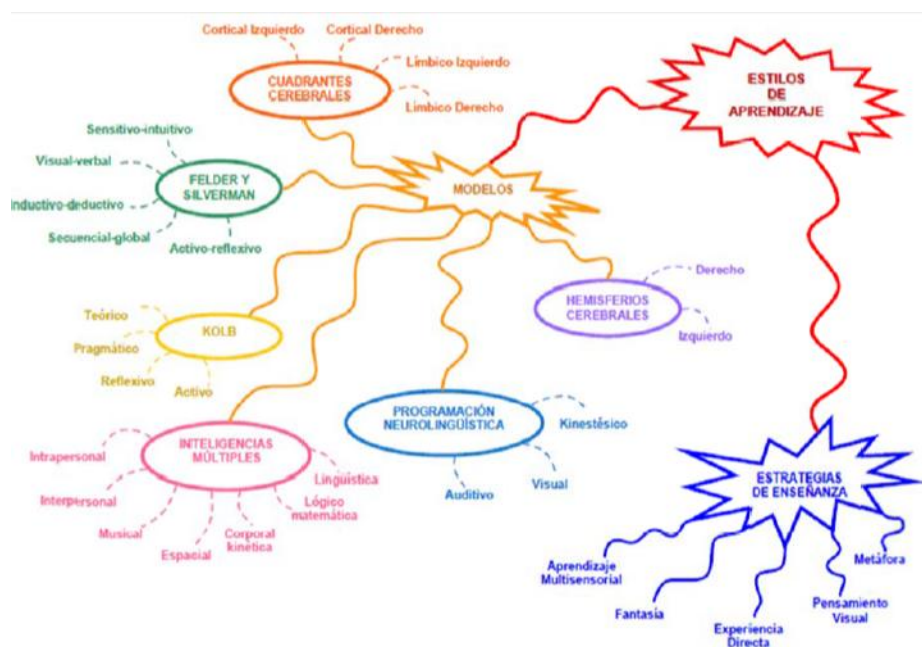 Cortical Izquierdo
Cortical Derecho
Límbico Izquierdo
Límbico Derecho
CUADRANTES
CEREBRALES
ESTILOS
DE
APRENDIZAJE
Sensitivo-intuitivo
Visual-verbal
Inductivo-deductivo
Secuencial-global
Activo-reflexivo
FELDER Y
SILVERMAN
MODELOS
Derecho
Izquierdo
HEMISFERIOS
CEREBRALES
Teórico
Pragmático
Reflexivo
Activo
KOLB
PROGRAMACIÓN
NEUROLINGÜÍSTICA
Kinestésico
Visual
Auditivo
INTELIGENCIAS
MÚLTIPLES
Intrapersonal
Interpersonal
Musical
Espacial
Corporal
kinética
Lógico
matemática
Lingüística
ESTRATEGIAS
DE ENSEÑANZA
Aprendizaje
Multisensorial
Fantasía
Experiencia
Directa
Pensamiento
Visual
Metáfora